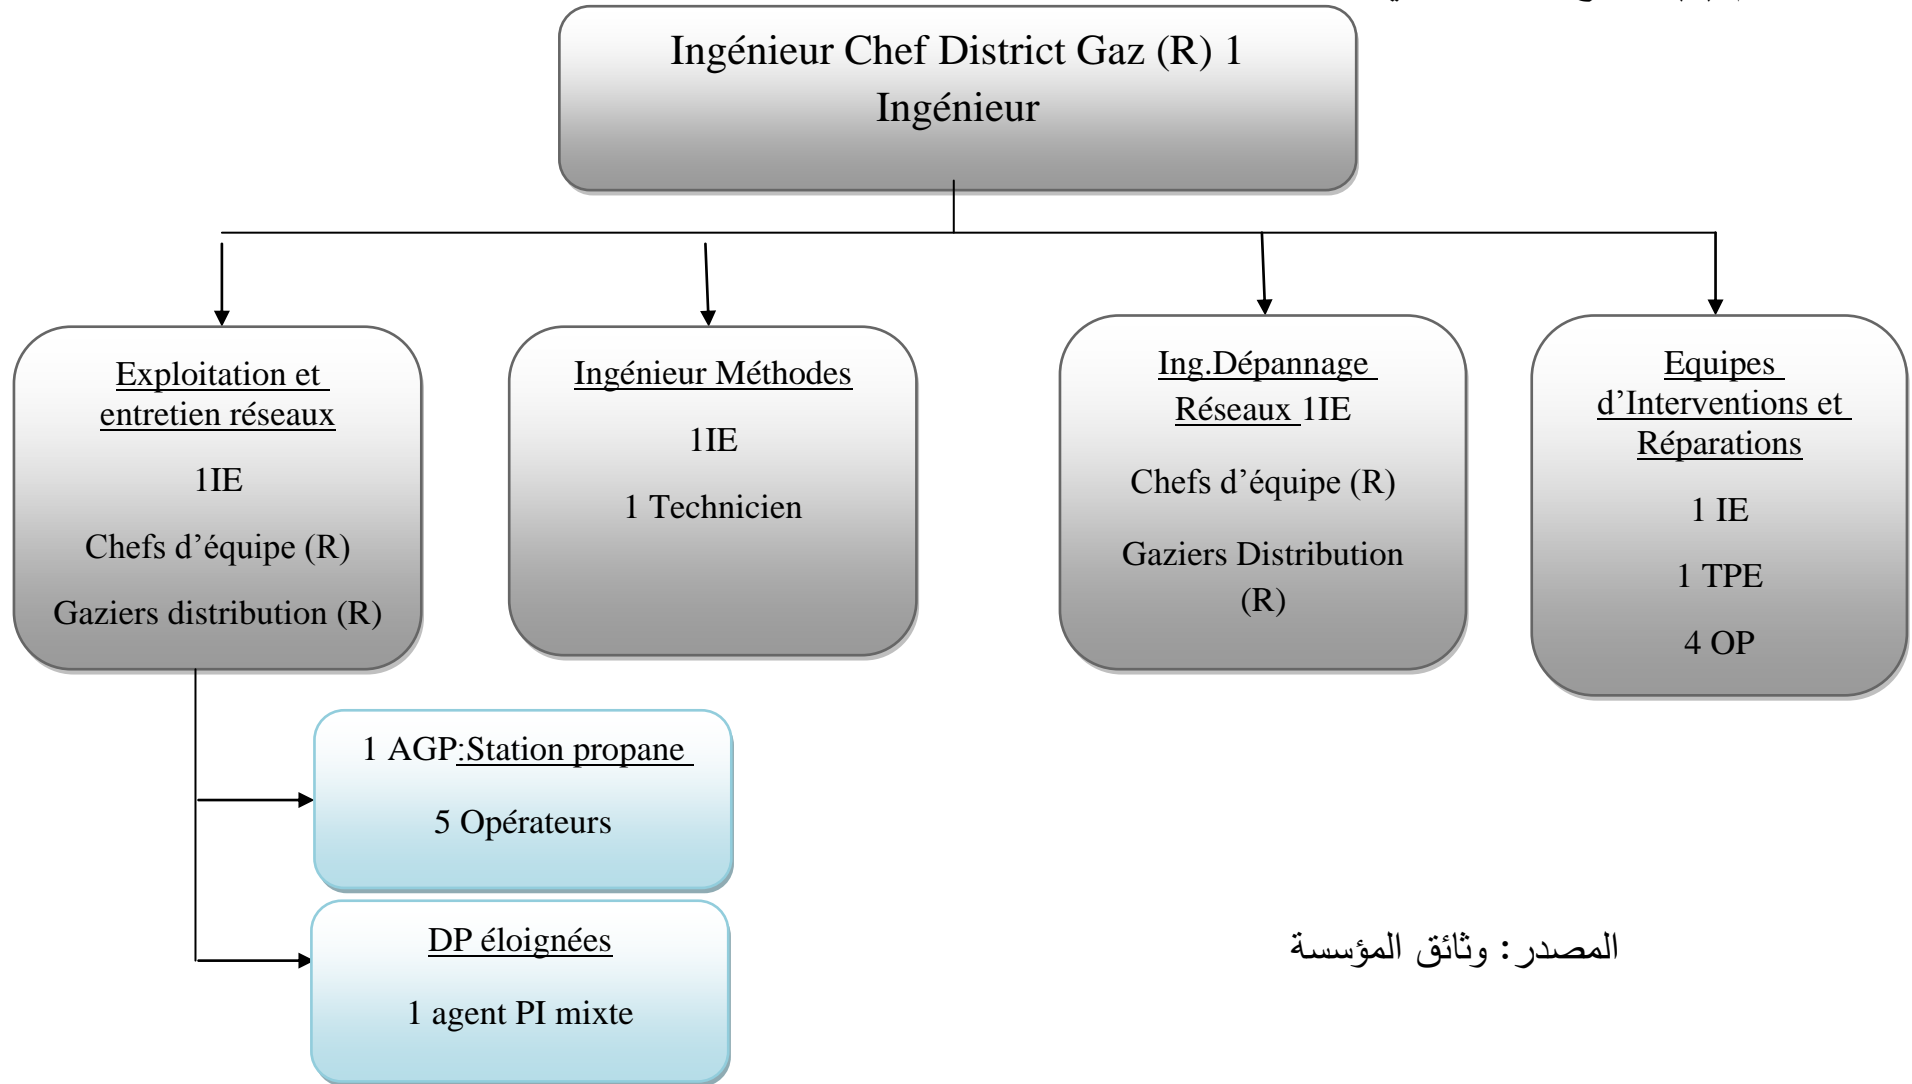 Ingénieur Chef District Gaz (R) 1
Ingénieur
Exploitation et
entretien réseaux
1IE
Chefs d’équipe (R)
Gaziers distribution (R)
Ingénieur Méthodes
1IE
1 Technicien
Ing.Dépannage
Réseaux 1IE
Chefs d’équipe (R)
Gaziers Distribution
(R)
Equipes
d’Interventions et
Réparations
1 IE
1 TPE
4 OP
1 AGP:Station propane
5 Opérateurs
DP éloignées
1 agent PI mixte
المصدر: وثائق المؤسسة